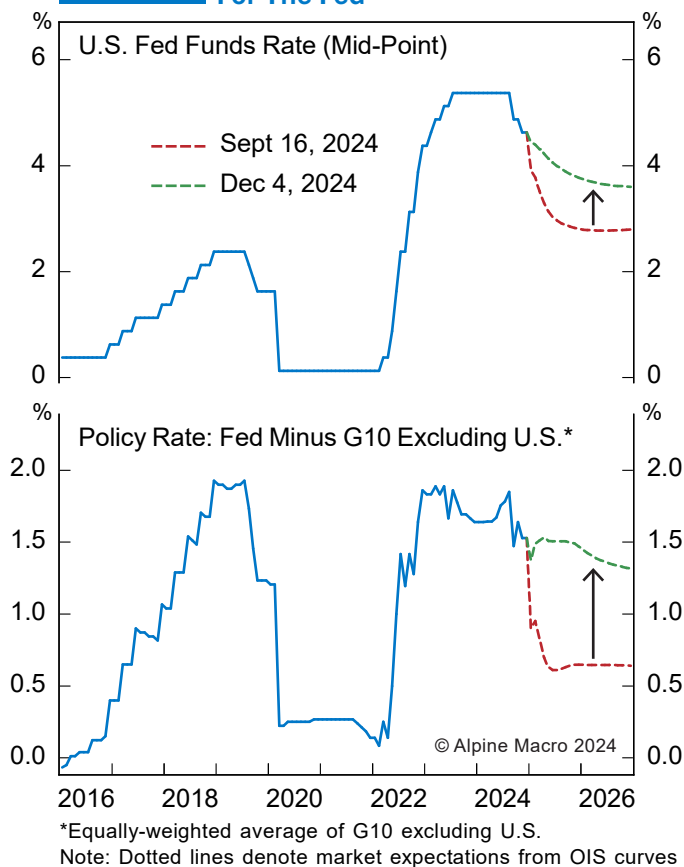 For The Fed
% %
U.S. Fed Funds Rate (Mid-Point)
6 6
Sept 16, 2024
4 4
Dec 4, 2024
2 2
0 0
% %
Policy Rate: Fed Minus G10 Excluding U.S.*
2.0 2.0
1.5 1.5
1.0 1.0
0.5 0.5
© Alpine Macro 2024
0.0 0.0
2016 2018 2020 2022 2024 2026
*Equally-weighted average of G10 excluding U.S.
Note: Dotted lines denote market expectations from OIS curves